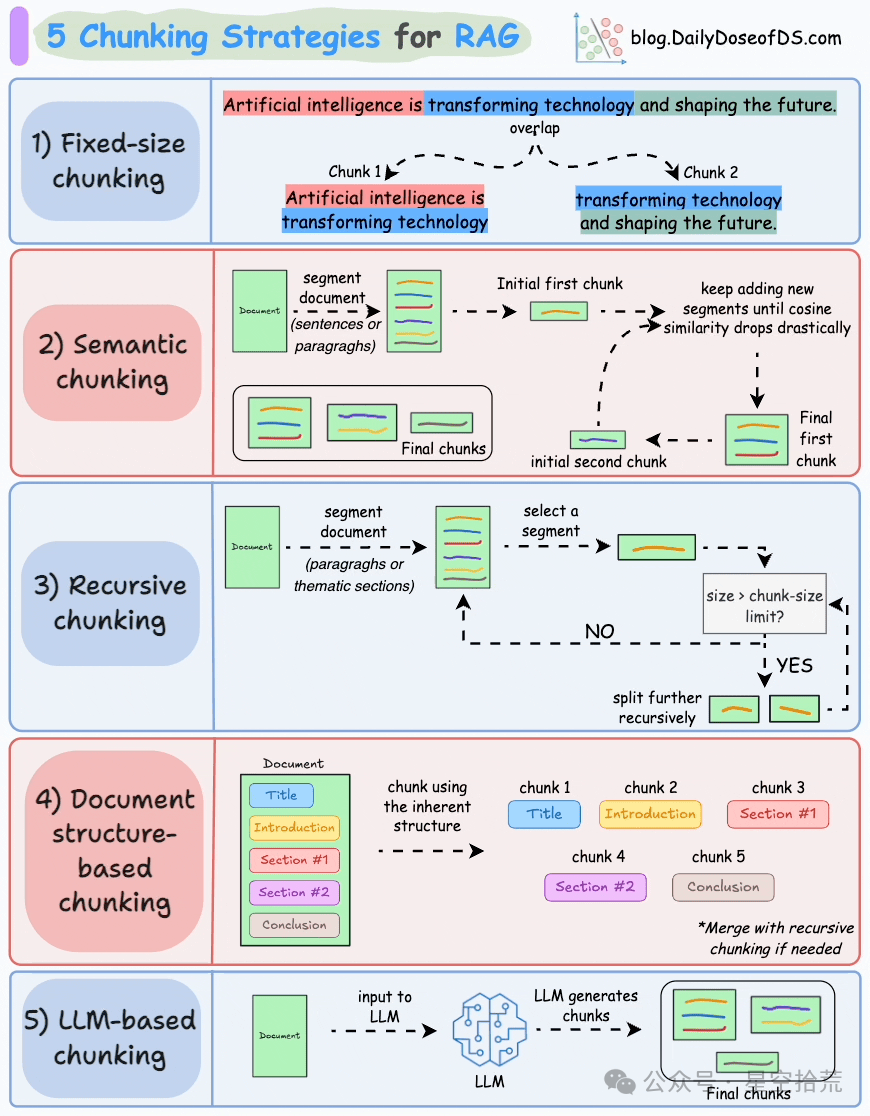 5 Chunking Strategies for RAG
blog.DailyDoseofDS.com
1) Fixed-size
chunking
Artificial intelligence is transforming technology and shaping the future.
overlap
Chunk 1
Chunk 2
Artificial intelligence is
transforming technology
transforming technology
and shaping the future.
2) Semantic
chunking
Document
segment
document
(sentences or
paragraghs)
Initial first chunk
keep adding new
segments until cosine
similarity drops drastically
Final
first
chunk
initial second chunk
Final chunks
3) Recursive
chunking
Document
segment
document
(paragraphs or
thematic sections)
select a
segment
size > chunk-size
limit?
NO
YES
split further
recursively
4) Document
structure-
based
chunking
Document
Title
Introduction
Section #1
Section #2
Conclusion
chunk using
the inherent
structure
chunk 1
chunk 2
chunk 3
Title
Introduction
Section #1
chunk 4
chunk 5
Section #2
Conclusion
*Merge with recursive
chunking if needed
5) LLM-based
chunking
Document
input to
LLM
LLM
LLM generates
chunks
Final chunks
公众号 · 星空拾荒